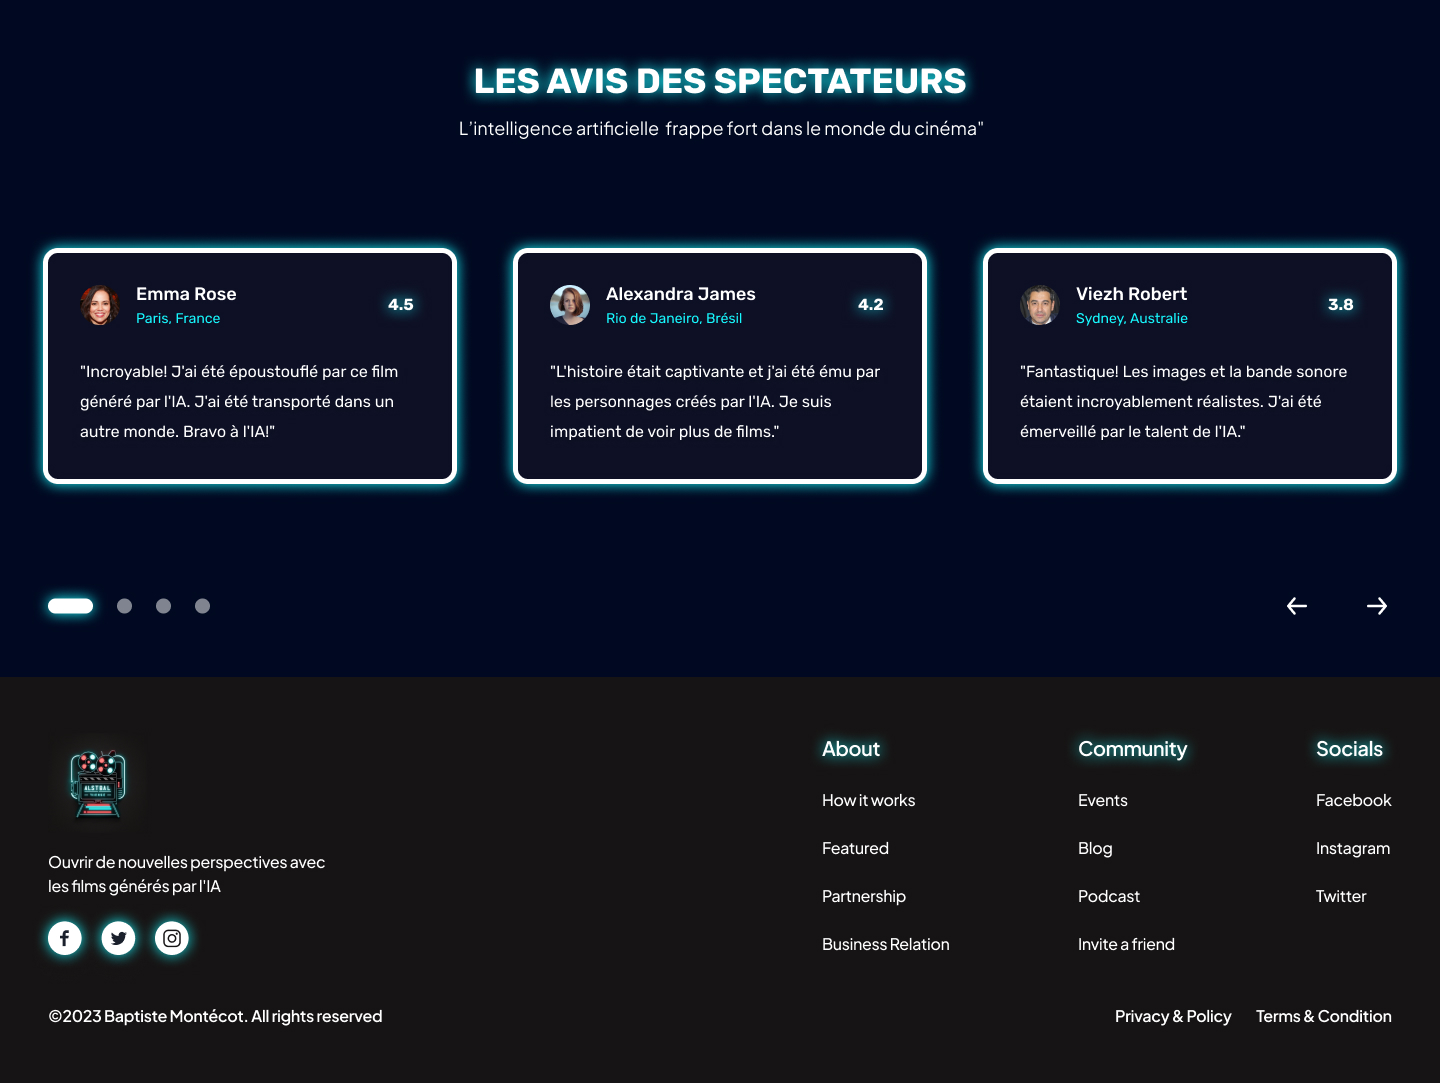 LES AVIS DES SPECTATEURS
L’intelligence artificielle frappe fort dans le monde du cinéma"
Emma Rose
Paris, France
4.5
"Incroyable! J'ai été époustouflé par ce film
généré par l'IA. J'ai été transporté dans un
autre monde. Bravo à l'IA!"
Alexandra James
Rio de Janeiro, Brésil
4.2
"L'histoire était captivante et j'ai été ému par
les personnages créés par l'IA. Je suis
impatient de voir plus de films."
Viezh Robert
Sydney, Australie
3.8
"Fantastique! Les images et la bande sonore
étaient incroyablement réalistes. J'ai été
émerveillé par le talent de l'IA."
ALSTBAL
Ouvrir de nouvelles perspectives avec
les films générés par l'IA
About
How it works
Featured
Partnership
Business Relation
Community
Events
Blog
Podcast
Invite a friend
Socials
Facebook
Instagram
Twitter
©2023 Baptiste Montécot. All rights reserved
Privacy & Policy
Terms & Condition